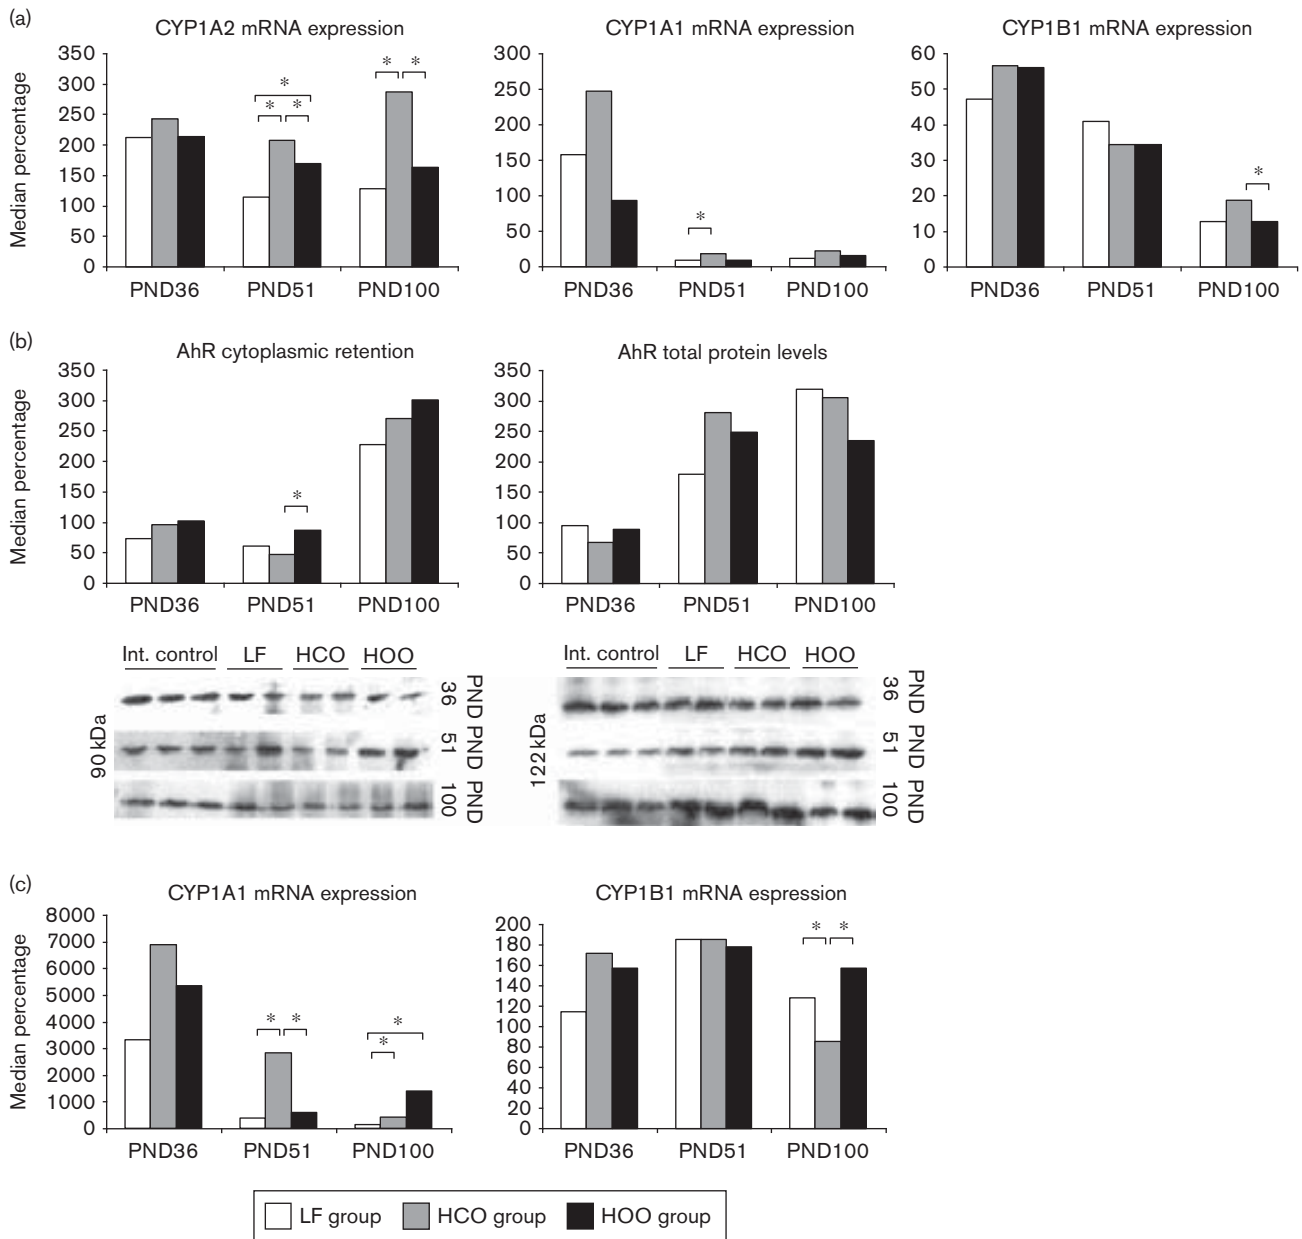 (a)
CYP1A2 mRNA expression
Median percentage
350
300
250
200
150
100
50
0
* * *
* *
PND36 PND51 PND100
CYP1A1 mRNA expression
300
250
200
150
100
50
0
*
PND36 PND51 PND100
CYP1B1 mRNA expression
60
50
40
30
20
10
0
*
PND36 PND51 PND100
(b)
AhR cytoplasmic retention
Median percentage
350
300
250
200
150
100
50
0
*
PND36 PND51 PND100
AhR total protein levels
350
300
250
200
150
100
50
0
PND36 PND51 PND100
Int. control LF HCO HOO
90 kDa
PND 36
PND 51
PND 100
Int. control LF HCO HOO
122 kDa
PND 36
PND 51
PND 100
(c)
CYP1A1 mRNA expression
Median percentage
8000
7000
6000
5000
4000
3000
2000
1000
0
* *
* *
PND36 PND51 PND100
CYP1B1 mRNA espression
200
180
160
140
120
100
80
60
40
20
0
* *
PND36 PND51 PND100
LF group HCO group HOO group